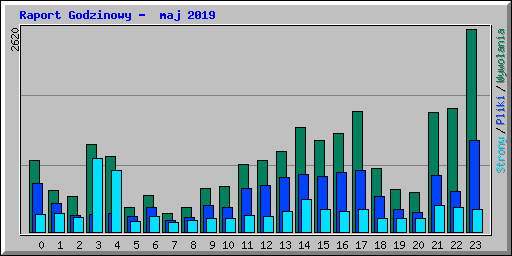 Raport Godzinowy - maj 2019
2620
Strony / Pliki / Wywołania
0 1 2 3 4 5 6 7 8 9 10 11 12 13 14 15 16 17 18 19 20 21 22 23